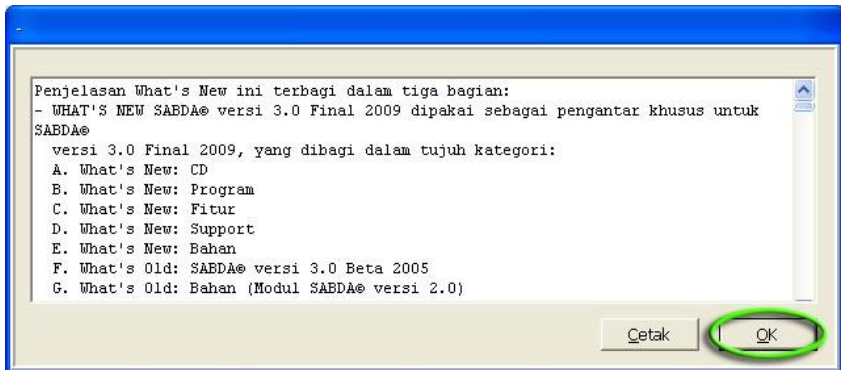 -
Penjelasan What's New ini terbagi dalam tiga bagian:
- WHAT'S NEW SABDA® versi 3.0 Final 2009 dipakai sebagai pengantar khusus untuk
SABDA®
versi 3.0 Final 2009, yang dibagi dalam tujuh kategori:
A. What's New: CD
B. What's New: Program
C. What's New: Fitur
D. What's New: Support
E. What's New: Bahan
F. What's Old: SABDA® versi 3.0 Beta 2005
G. What's Old: Bahan (Modul SABDA® versi 2.0)
Cetak OK